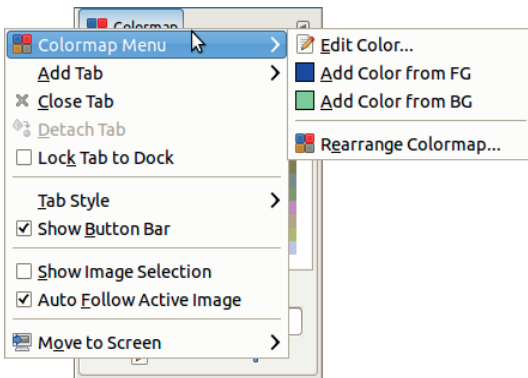 Colormap
Colormap Menu
Add Tab
Close Tab
Detach Tab
Lock Tab to Dock
Tab Style
Show Button Bar
Show Image Selection
Auto Follow Active Image
Move to Screen
Edit Color...
Add Color from FG
Add Color from BG
Rearrange Colormap...